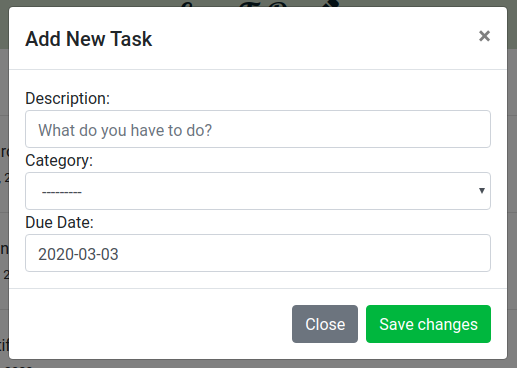 Add New Task
×
Description:
What do you have to do?
Category:
---------
Due Date:
2020-03-03
Close
Save changes